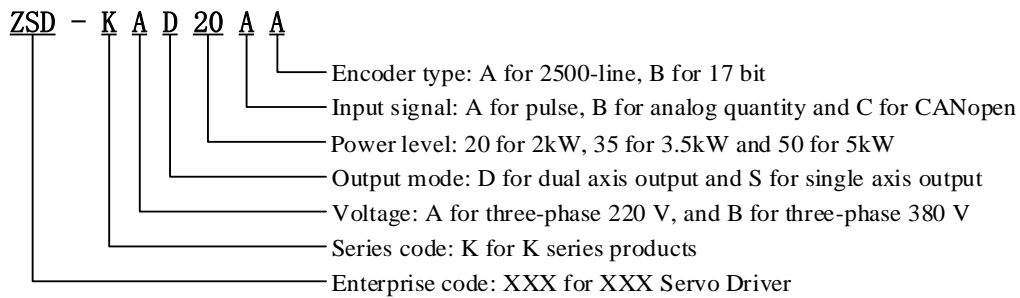 ZSD - K A D 20 A A
Encoder type: A for 2500-line, B for 17 bit
Input signal: A for pulse, B for analog quantity and C for CANopen
Power level: 20 for 2kW, 35 for 3.5kW and 50 for 5kW
Output mode: D for dual axis output and S for single axis output
Voltage: A for three-phase 220 V, and B for three-phase 380 V
Series code: K for K series products
Enterprise code: XXX for XXX Servo Driver